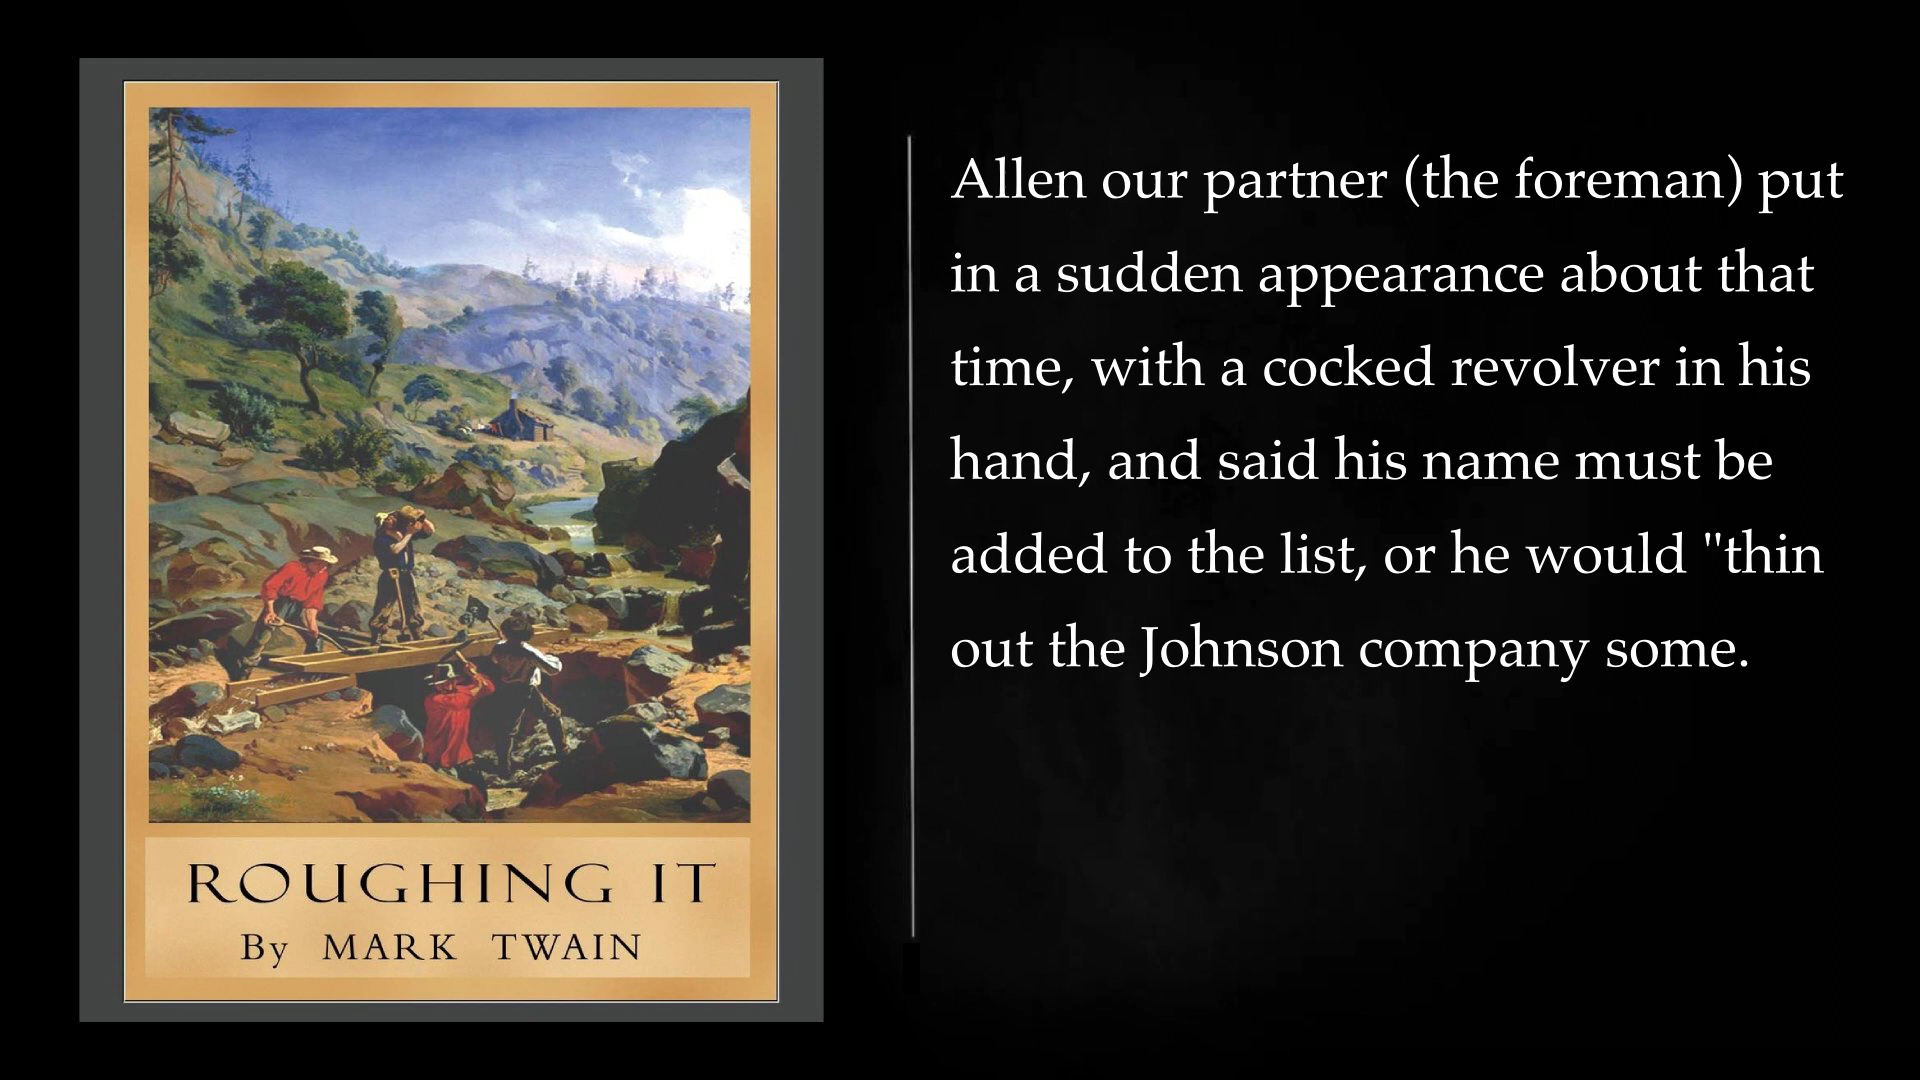 ROUGHING IT
By MARK TWAIN
Allen our partner (the foreman) put
in a sudden appearance about that
time, with a cocked revolver in his
hand, and said his name must be
added to the list, or he would "thin
out the Johnson company some.